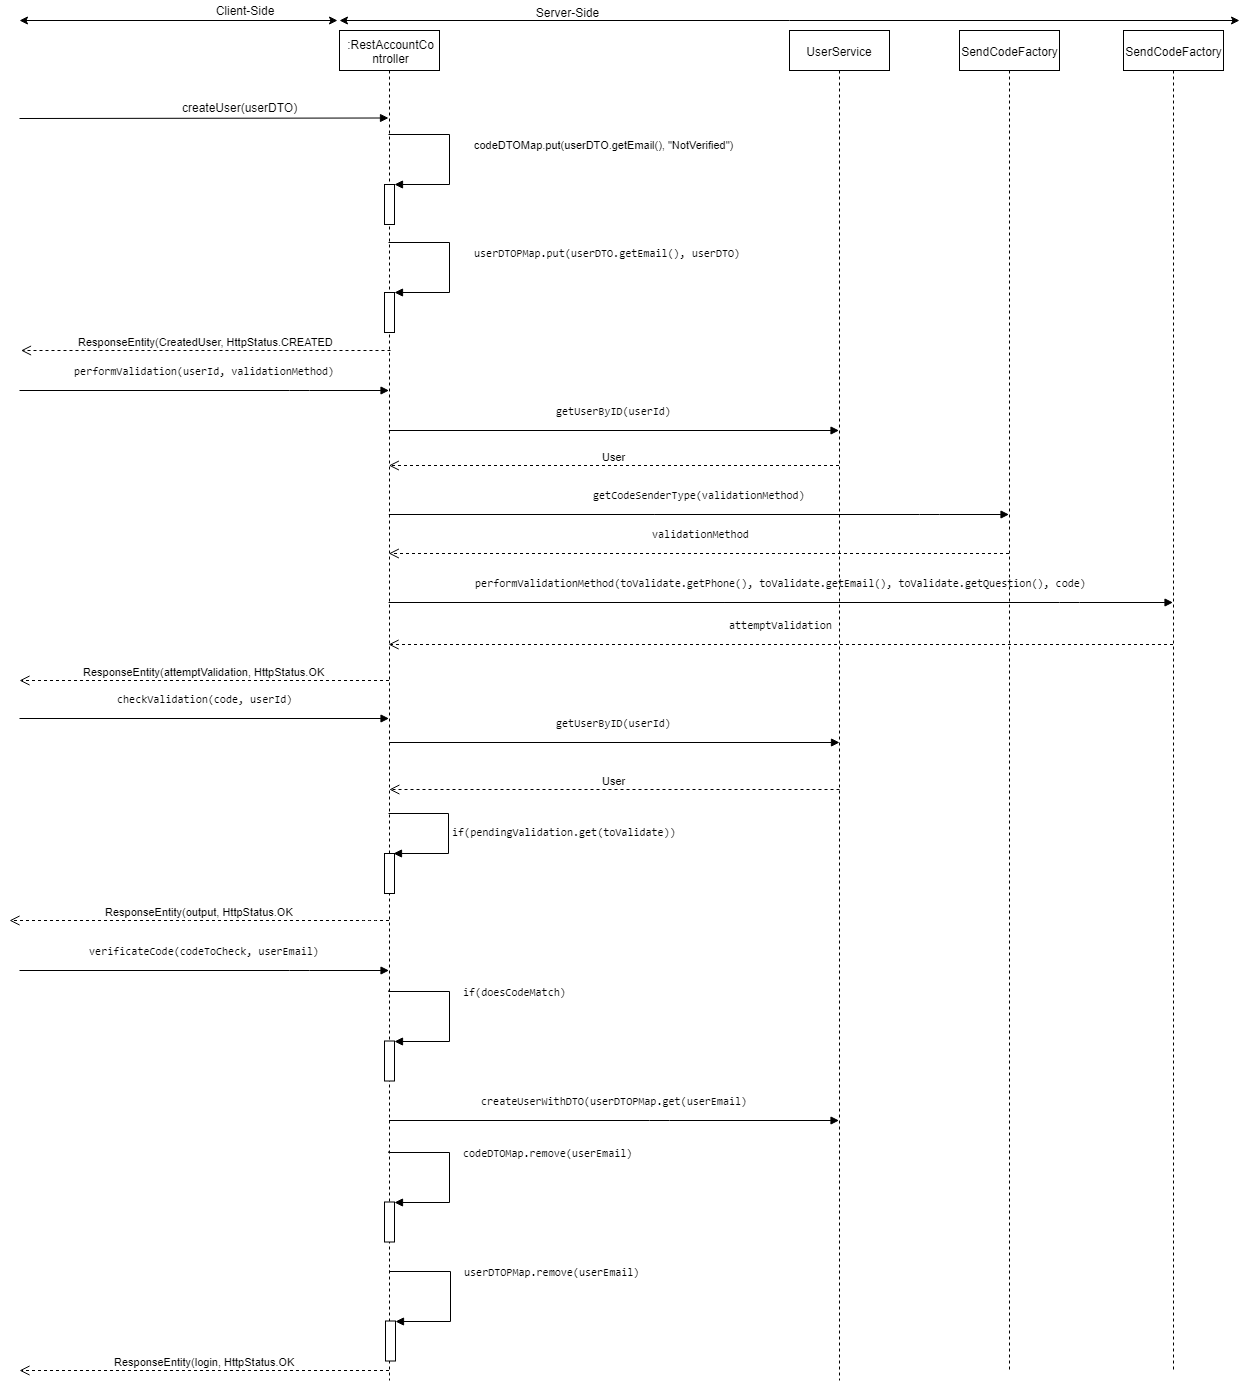 Client-Side
Server-Side
:RestAccountCo
ntroller
UserService
SendCodeFactory
SendCodeFactory
createUser(userDTO)
codeDTOMap.put(userDTO.getEmail(), "NotVerified")
userDTOPMap.put(userDTO.getEmail(), userDTO)
ResponseEntity(CreatedUser, HttpStatus.CREATED
performValidation(userId, validationMethod)
getUserByID(userId)
User
getCodeSenderType(validationMethod)
validationMethod
performValidationMethod(toValidate.getPhone(), toValidate.getEmail(), toValidate.getQuestion(), code)
attemptValidation
ResponseEntity(attemptValidation, HttpStatus.OK
checkValidation(code, userId)
getUserByID(userId)
User
if(pendingValidation.get(toValidate))
ResponseEntity(output, HttpStatus.OK
verificateCode(codeToCheck, userEmail)
if(doesCodeMatch)
createUserWithDTO(userDTOPMap.get(userEmail)
codeDTOMap.remove(userEmail)
userDTOPMap.remove(userEmail)
ResponseEntity(login, HttpStatus.OK